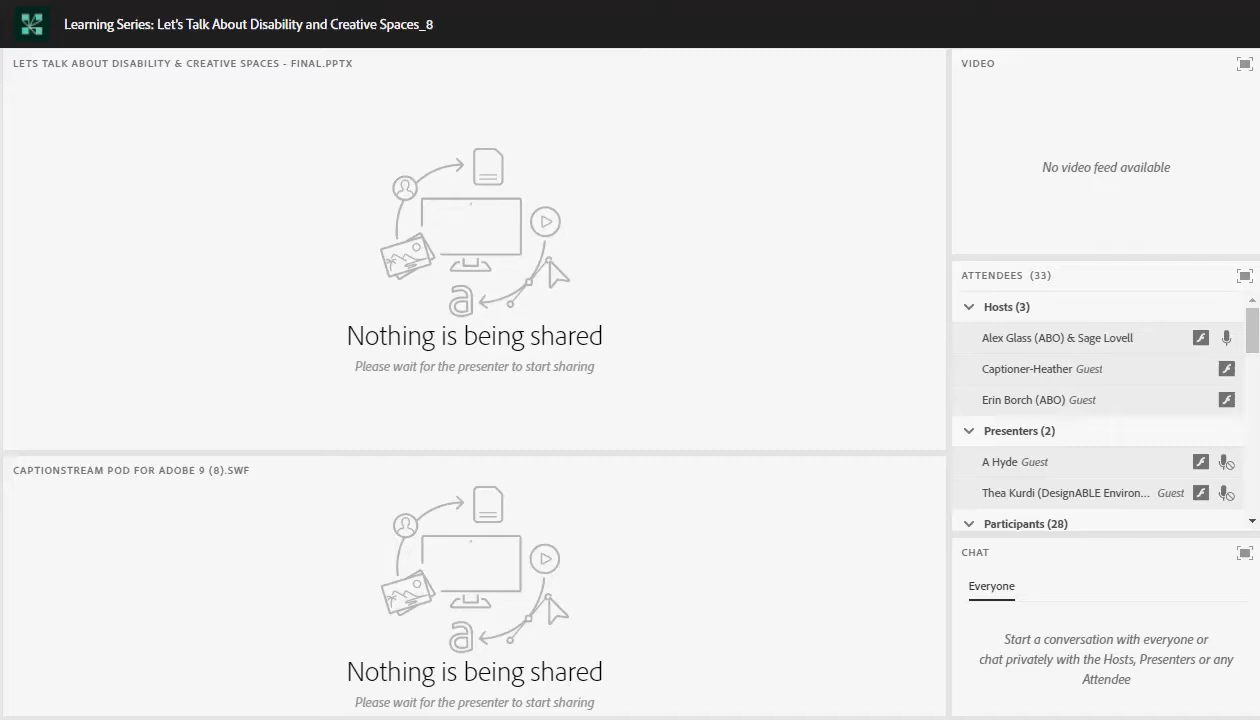 Learning Series: Let's Talk About Disability and Creative Spaces_8
LETS TALK ABOUT DISABILITY & CREATIVE SPACES - FINAL.PPTX
a
Nothing is being shared
Please wait for the presenter to start sharing
CAPTIONSTREAM POD FOR ADOBE 9 (8).SWF
a
Nothing is being shared
Please wait for the presenter to start sharing
VIDEO
No video feed available
ATTENDEES (33)
Hosts (3)
Alex Glass (ABO) & Sage Lovell
Captioner-Heather Guest
Erin Borch (ABO) Guest
Presenters (2)
A Hyde Guest
Thea Kurdi (DesignABLE Environ... Guest
Participants (28)
CHAT
Everyone
Start a conversation with everyone or
chat privately with the Hosts, Presenters or any
Attendee